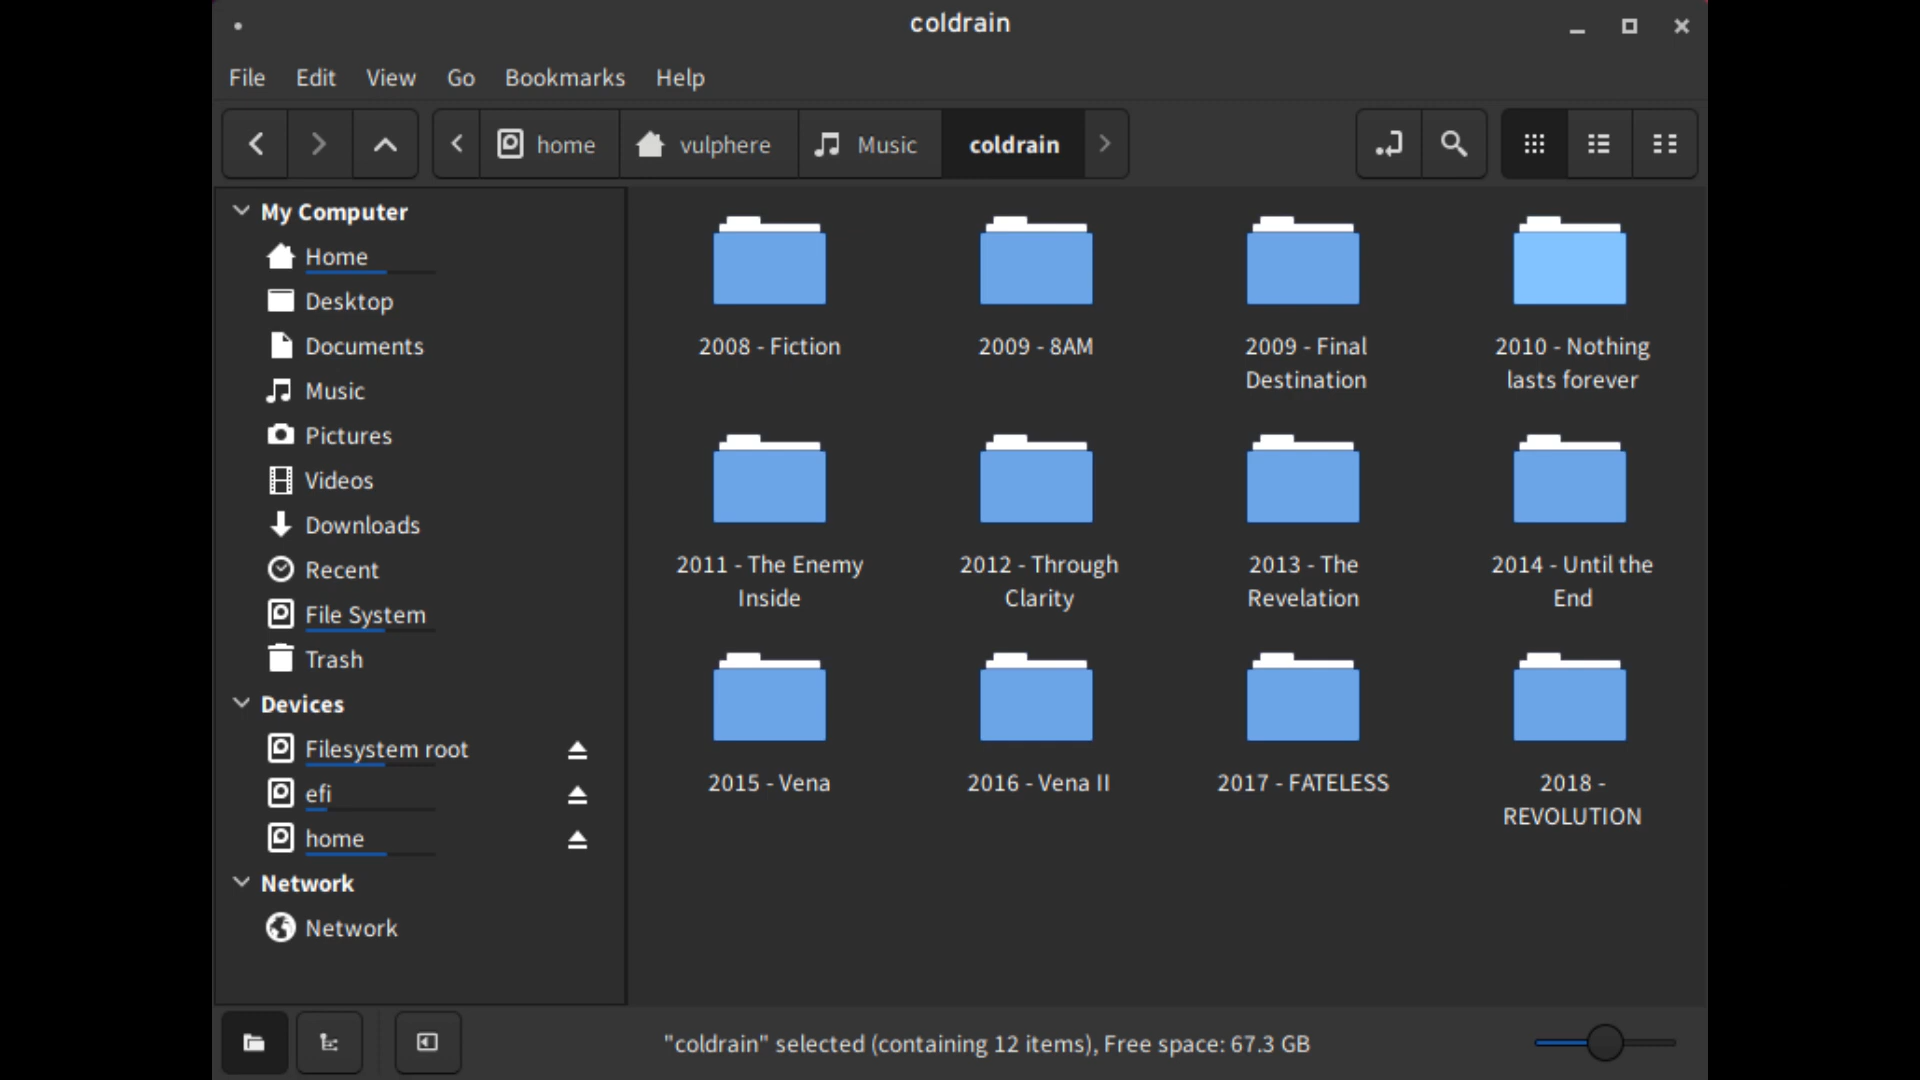 coldrain
File Edit View Go Bookmarks Help
home vulphere Music coldrain
My Computer
Home
Desktop
Documents
Music
Pictures
Videos
Downloads
Recent
File System
Trash
Devices
Filesystem root
efi
home
Network
Network
2008 - Fiction
2009 - 8AM
2009 - Final
Destination
2010 - Nothing
lasts forever
2011 - The Enemy
Inside
2012 - Through
Clarity
2013 - The
Revelation
2014 - Until the
End
2015 - Vena
2016 - Vena II
2017 - FATELESS
2018 -
REVOLUTION
"coldrain" selected (containing 12 items), Free space: 67.3 GB